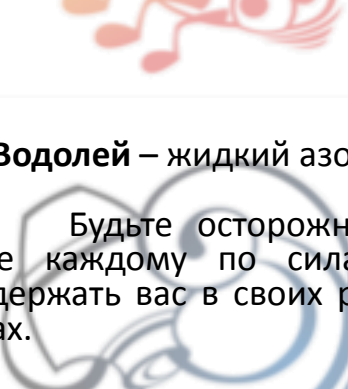 Водолей – жидкий азо
Будьте осторожн
е каждому по сила
держать вас в своих р
ах.